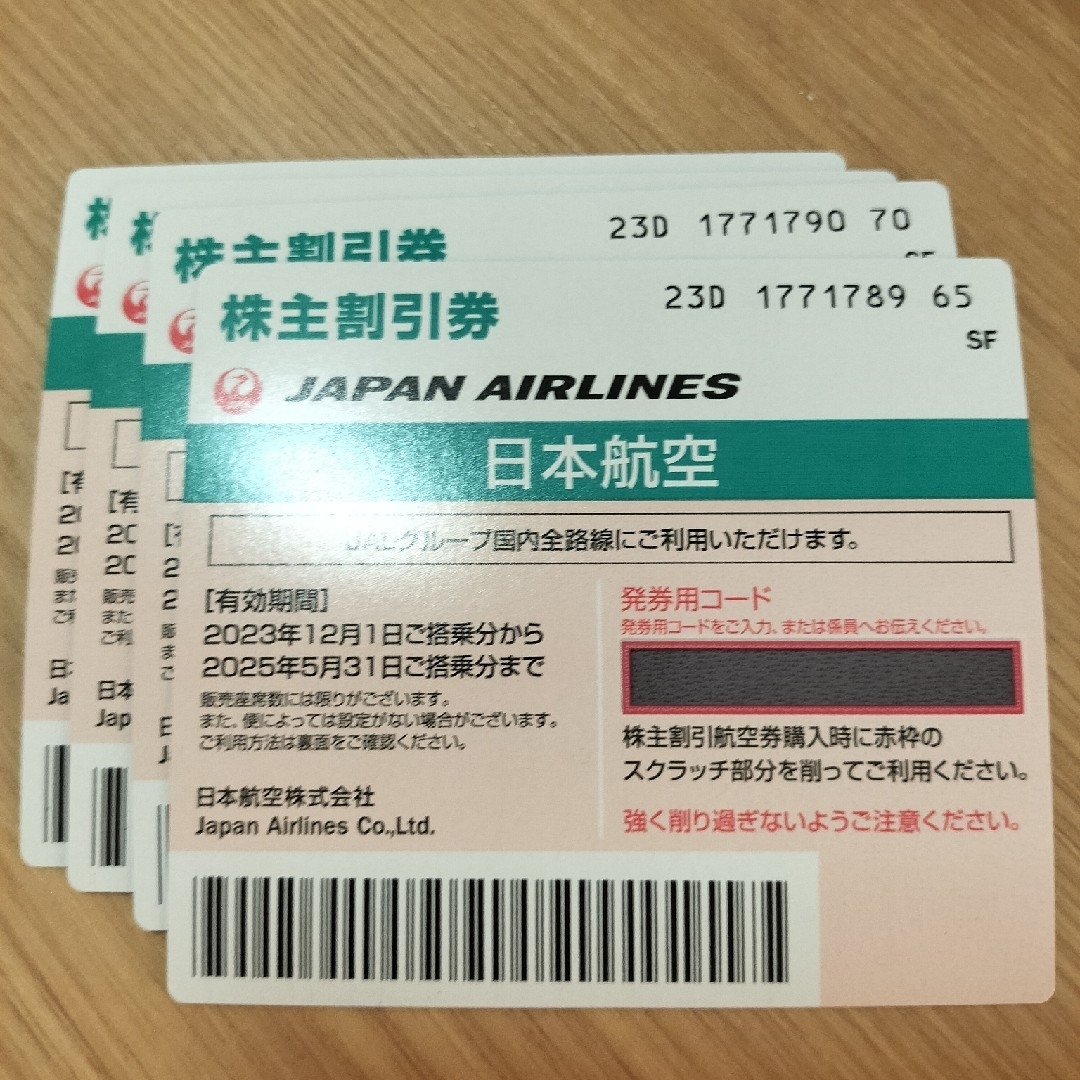 株主割引券
23D 1771790 70
株主割引券
23D 1771789 65
SF
JAPAN AIRLINES
日本航空
JALグループ国内全路線にご利用いただけます。
[有効期間]
2023年12月1日ご搭乗分から
2025年5月31日ご搭乗分まで
販売座席数には限りがございます。
また、便によっては設定がない場合がございます。
ご利用方法は裏面をご確認ください。
日本航空株式会社
Japan Airlines Co.,Ltd.
発券用コード
発券用コードをご入力、または係員へお伝えください。
株主割引航空券購入時に赤枠の
スクラッチ部分を削ってご利用ください。
強く削り過ぎないようご注意ください。